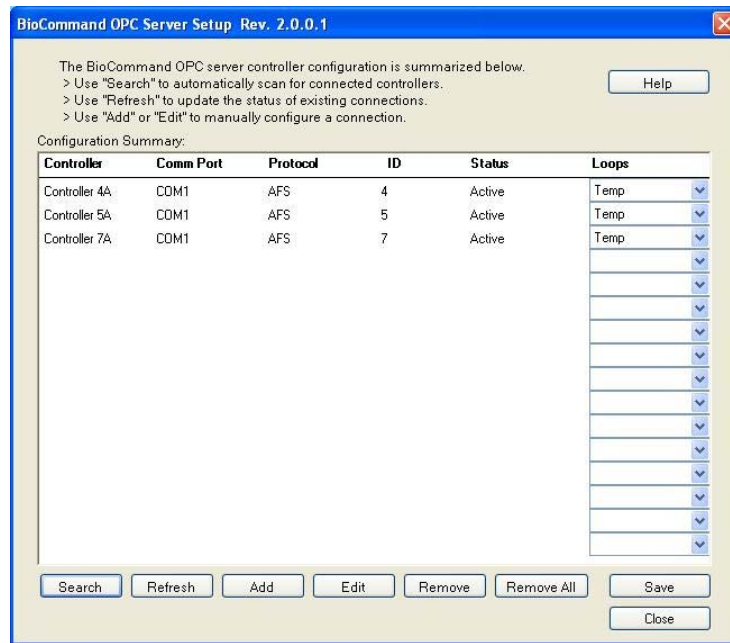 BioCommand OPC Server Setup Rev. 2.0.0.1
The BioCommand OPC server controller configuration is summarized below.
> Use "Search" to automatically scan for connected controllers.
> Use "Refresh" to update the status of existing connections.
> Use "Add" or "Edit" to manually configure a connection.
Help
Configuration Summary:
Controller Comm Port Protocol ID Status Loops
Controller 4A COM1 AFS 4 Active Temp
Controller 5A COM1 AFS 5 Active Temp
Controller 7A COM1 AFS 7 Active Temp
Search Refresh Add Edit Remove Remove All Save
Close